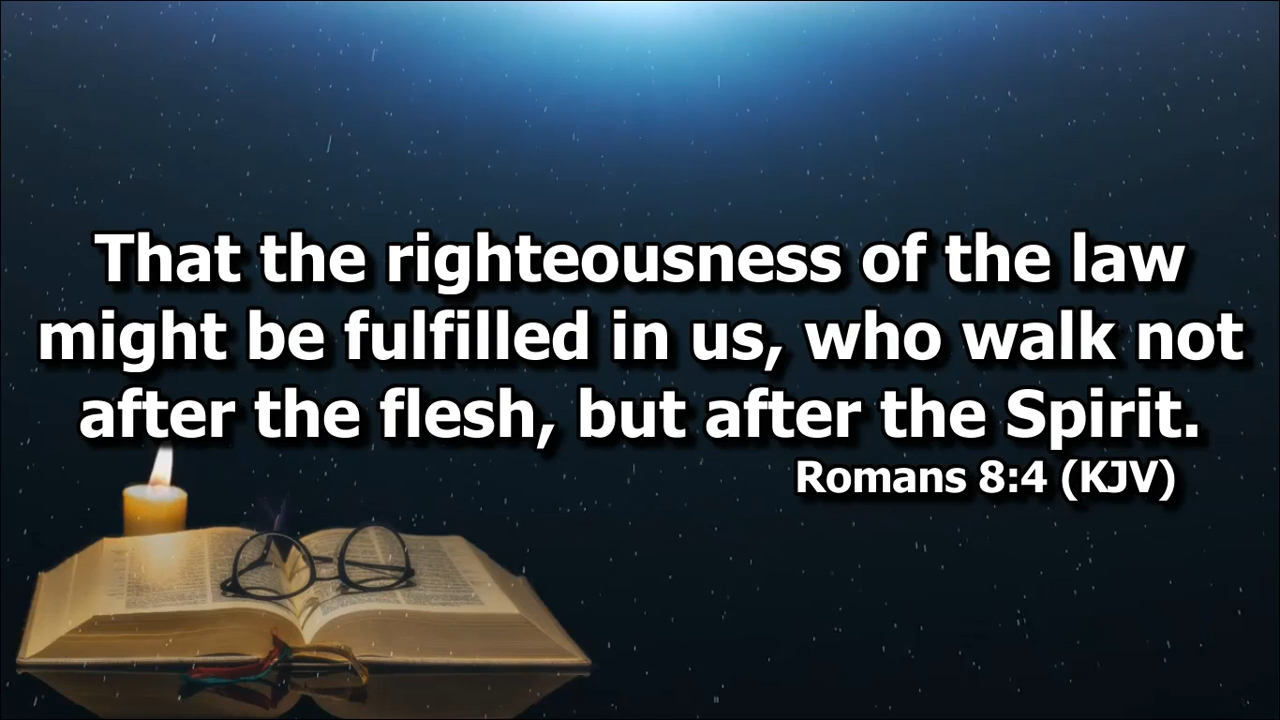 That the righteousness of the law
might be fulfilled in us, who walk not
after the flesh, but after the Spirit.
Romans 8:4 (KJV)